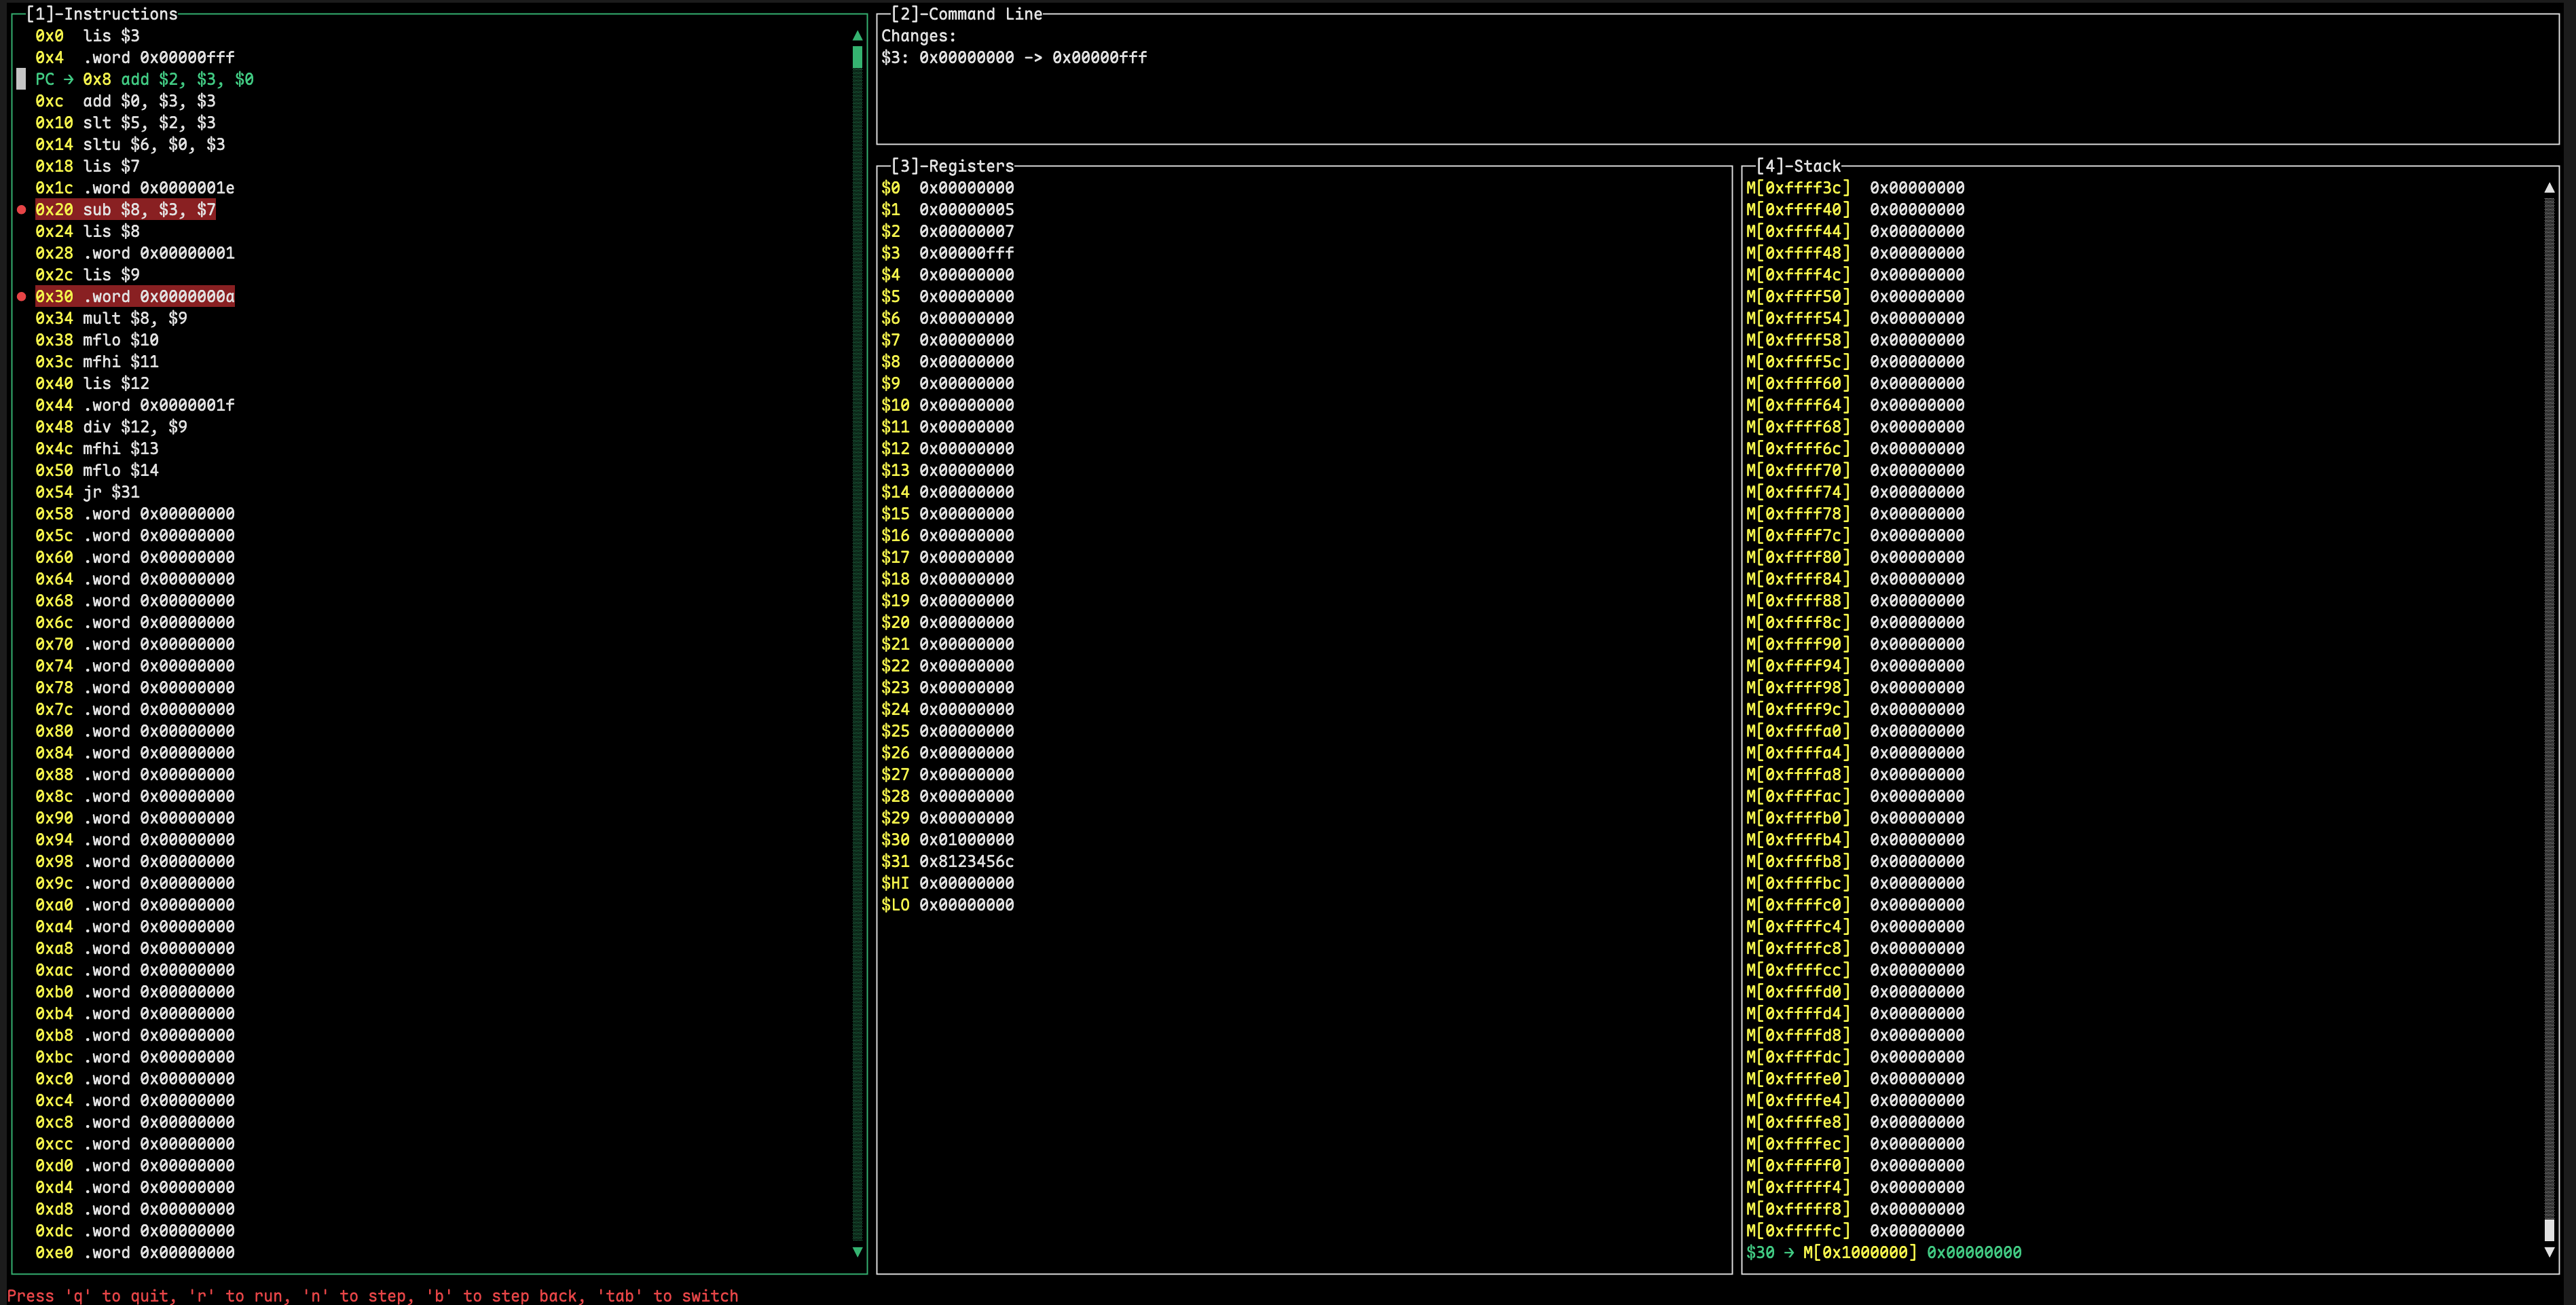 [1]-Instructions
0x0 lis $3
0x4 .word 0x00000fff
PC → 0x8 add $2, $3, $0
0xc add $0, $3, $3
0x10 slt $5, $2, $3
0x14 sltu $6, $0, $3
0x18 lis $7
0x1c .word 0x0000001e
0x20 sub $8, $3, $7
0x24 lis $8
0x28 .word 0x00000001
0x2c lis $9
0x30 .word 0x0000000a
0x34 mult $8, $9
0x38 mflo $10
0x3c mfhi $11
0x40 lis $12
0x44 .word 0x0000001f
0x48 div $12, $9
0x4c mfhi $13
0x50 mflo $14
0x54 jr $31
0x58 .word 0x00000000
0x5c .word 0x00000000
0x60 .word 0x00000000
0x64 .word 0x00000000
0x68 .word 0x00000000
0x6c .word 0x00000000
0x70 .word 0x00000000
0x74 .word 0x00000000
0x78 .word 0x00000000
0x7c .word 0x00000000
0x80 .word 0x00000000
0x84 .word 0x00000000
0x88 .word 0x00000000
0x8c .word 0x00000000
0x90 .word 0x00000000
0x94 .word 0x00000000
0x98 .word 0x00000000
0x9c .word 0x00000000
0xa0 .word 0x00000000
0xa4 .word 0x00000000
0xa8 .word 0x00000000
0xac .word 0x00000000
0xb0 .word 0x00000000
0xb4 .word 0x00000000
0xb8 .word 0x00000000
0xbc .word 0x00000000
0xc0 .word 0x00000000
0xc4 .word 0x00000000
0xc8 .word 0x00000000
0xcc .word 0x00000000
0xd0 .word 0x00000000
0xd4 .word 0x00000000
0xd8 .word 0x00000000
0xdc .word 0x00000000
0xe0 .word 0x00000000
[2]-Command Line
Changes:
$3: 0x00000000 -> 0x00000fff
[3]-Registers
$0 0x00000000
$1 0x00000005
$2 0x00000007
$3 0x00000fff
$4 0x00000000
$5 0x00000000
$6 0x00000000
$7 0x00000000
$8 0x00000000
$9 0x00000000
$10 0x00000000
$11 0x00000000
$12 0x00000000
$13 0x00000000
$14 0x00000000
$15 0x00000000
$16 0x00000000
$17 0x00000000
$18 0x00000000
$19 0x00000000
$20 0x00000000
$21 0x00000000
$22 0x00000000
$23 0x00000000
$24 0x00000000
$25 0x00000000
$26 0x00000000
$27 0x00000000
$28 0x00000000
$29 0x00000000
$30 0x01000000
$31 0x8123456c
$HI 0x00000000
$LO 0x00000000
[4]-Stack
M[0xffff3c] 0x00000000
M[0xffff40] 0x00000000
M[0xffff44] 0x00000000
M[0xffff48] 0x00000000
M[0xffff4c] 0x00000000
M[0xffff50] 0x00000000
M[0xffff54] 0x00000000
M[0xffff58] 0x00000000
M[0xffff5c] 0x00000000
M[0xffff60] 0x00000000
M[0xffff64] 0x00000000
M[0xffff68] 0x00000000
M[0xffff6c] 0x00000000
M[0xffff70] 0x00000000
M[0xffff74] 0x00000000
M[0xffff78] 0x00000000
M[0xffff7c] 0x00000000
M[0xffff80] 0x00000000
M[0xffff84] 0x00000000
M[0xffff88] 0x00000000
M[0xffff8c] 0x00000000
M[0xffff90] 0x00000000
M[0xffff94] 0x00000000
M[0xffff98] 0x00000000
M[0xffff9c] 0x00000000
M[0xffffa0] 0x00000000
M[0xffffa4] 0x00000000
M[0xffffa8] 0x00000000
M[0xffffac] 0x00000000
M[0xffffb0] 0x00000000
M[0xffffb4] 0x00000000
M[0xffffb8] 0x00000000
M[0xffffbc] 0x00000000
M[0xffffc0] 0x00000000
M[0xffffc4] 0x00000000
M[0xffffc8] 0x00000000
M[0xffffcc] 0x00000000
M[0xffffd0] 0x00000000
M[0xffffd4] 0x00000000
M[0xffffd8] 0x00000000
M[0xffffdc] 0x00000000
M[0xffffe0] 0x00000000
M[0xffffe4] 0x00000000
M[0xffffe8] 0x00000000
M[0xffffec] 0x00000000
M[0xfffff0] 0x00000000
M[0xfffff4] 0x00000000
M[0xfffff8] 0x00000000
M[0xfffffc] 0x00000000
$30 → M[0x1000000] 0x00000000
Press 'q' to quit, 'r' to run, 'n' to step, 'b' to step back, 'tab' to switch